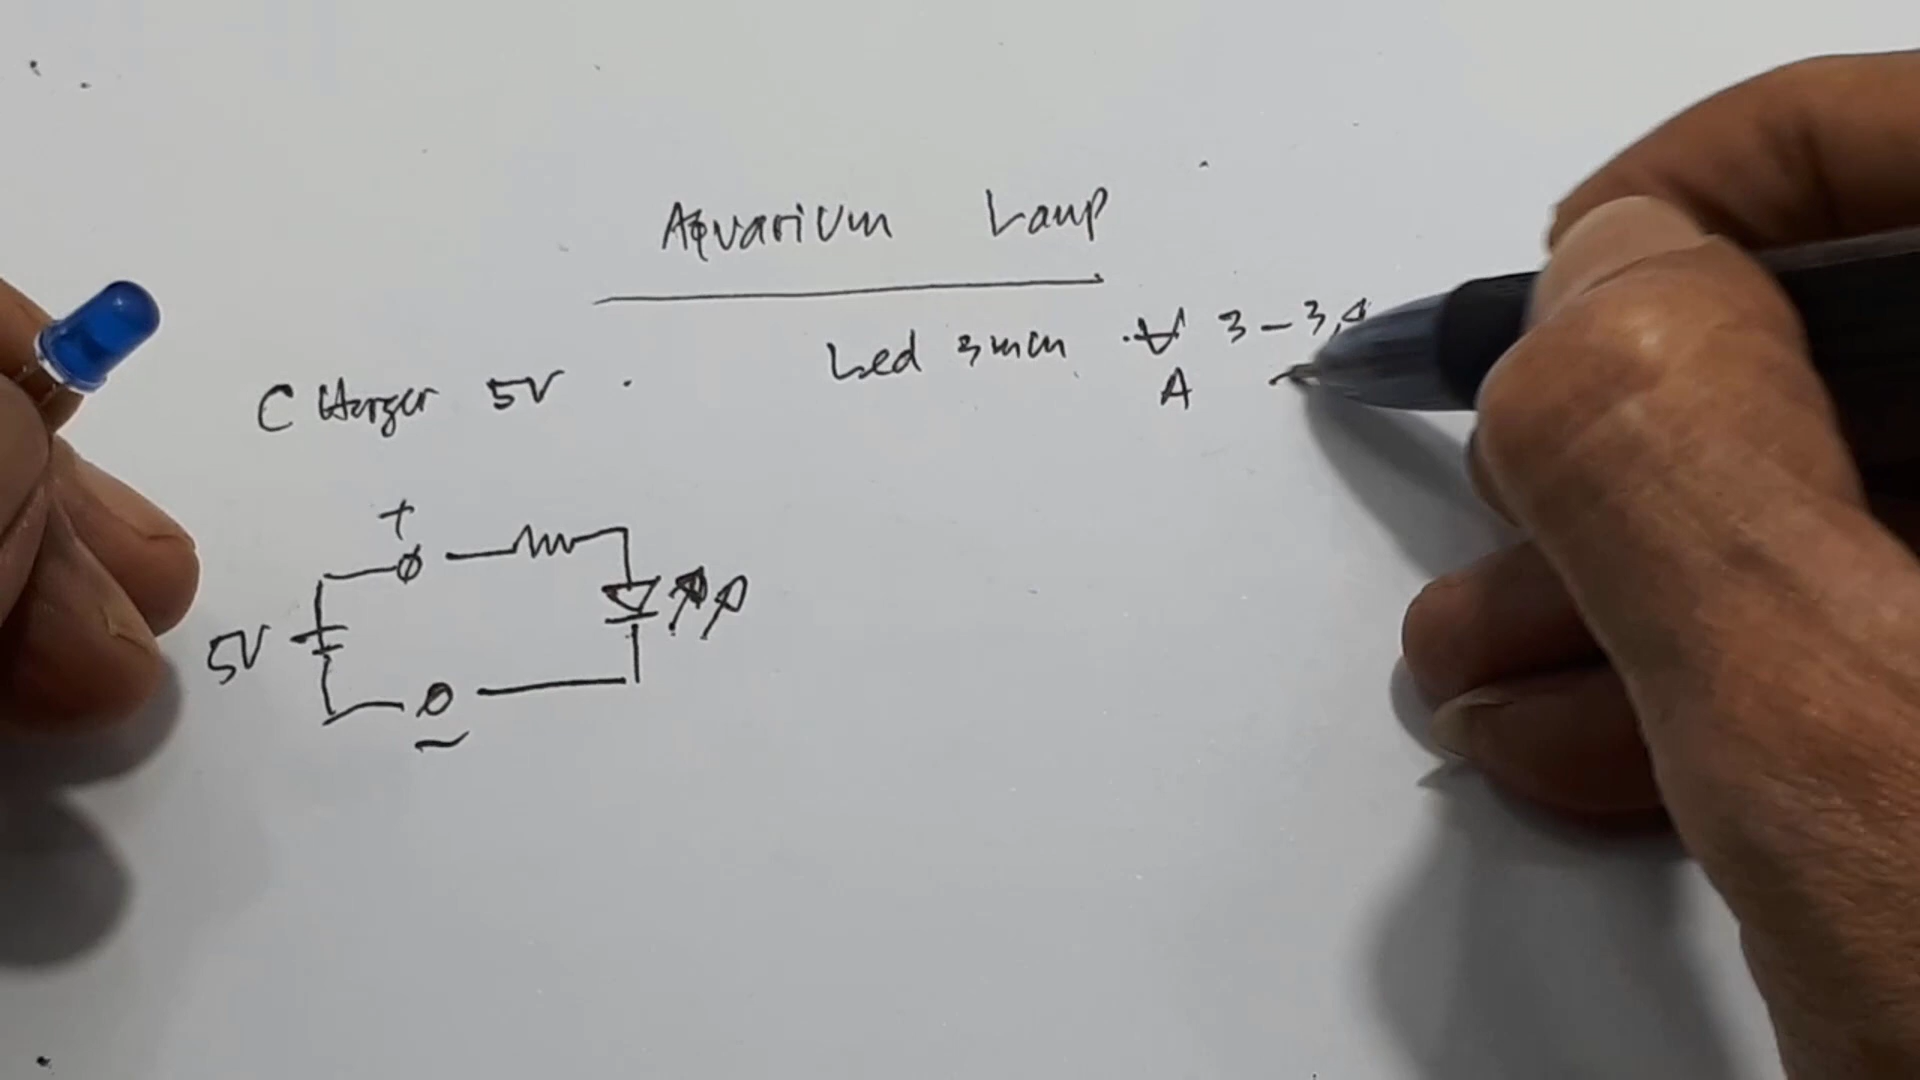 Aquarium Lamp
Led 3mm V 3-3,4
A
CHarger 5V.
+
5V
-